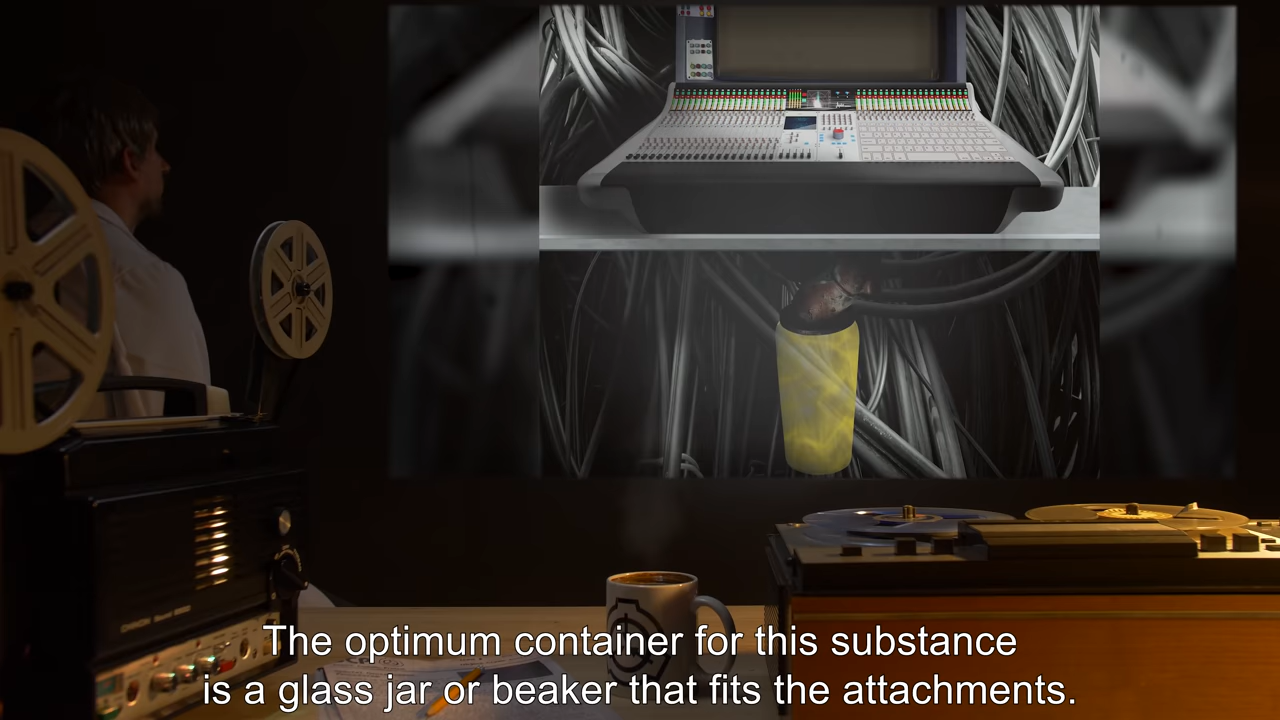 The optimum container for this substance
is a glass jar or beaker that fits the attachments.